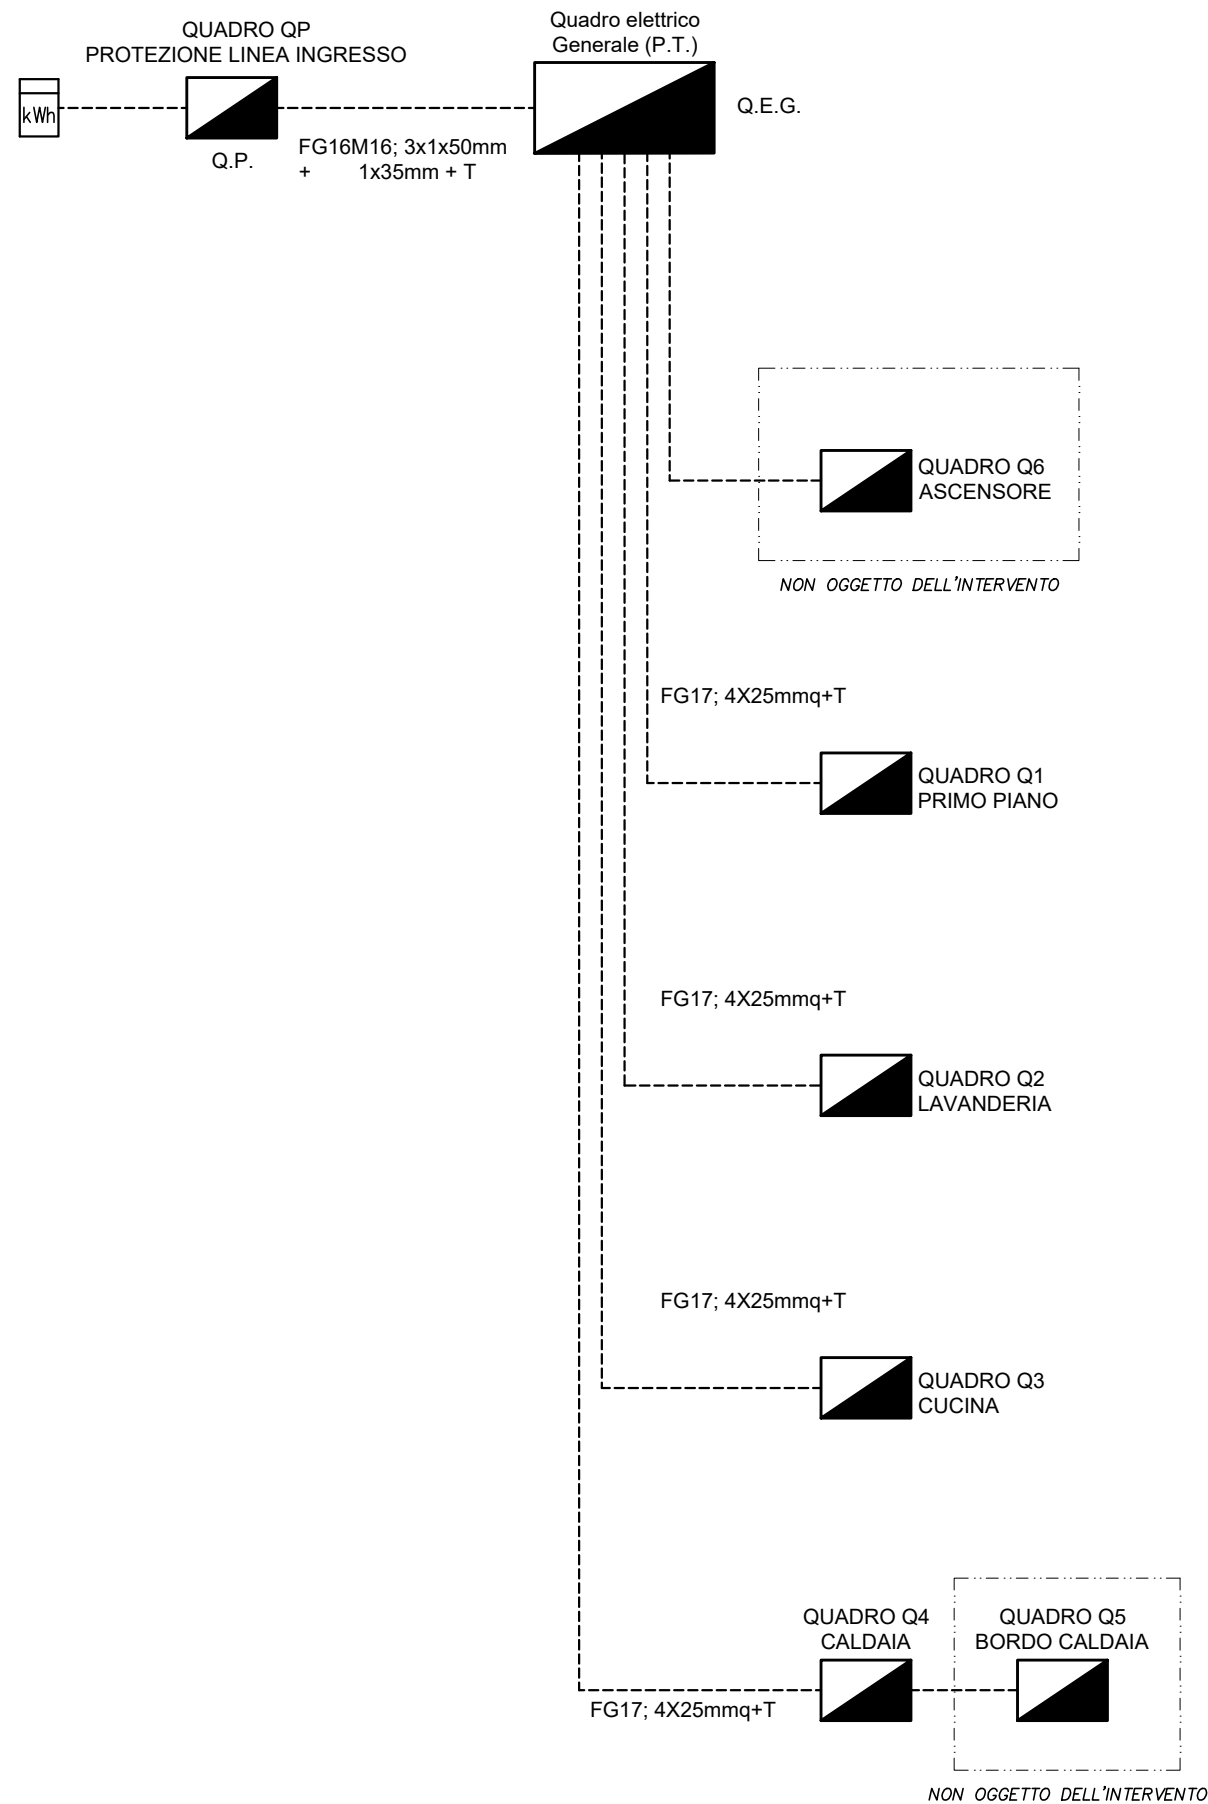 QUADRO QP
PROTEZIONE LINEA INGRESSO
Quadro elettrico
Generale (P.T.)
kWh
Q.E.G.
Q.P.
FG16M16; 3x1x50mm
+ 1x35mm + T
QUADRO Q6
ASCENSORE
NON OGGETTO DELL'INTERVENTO
FG17; 4X25mmq+T
QUADRO Q1
PRIMO PIANO
FG17; 4X25mmq+T
QUADRO Q2
LAVANDERIA
FG17; 4X25mmq+T
QUADRO Q3
CUCINA
QUADRO Q4
CALDAIA
QUADRO Q5
BORDO CALDAIA
FG17; 4X25mmq+T
NON OGGETTO DELL'INTERVENTO